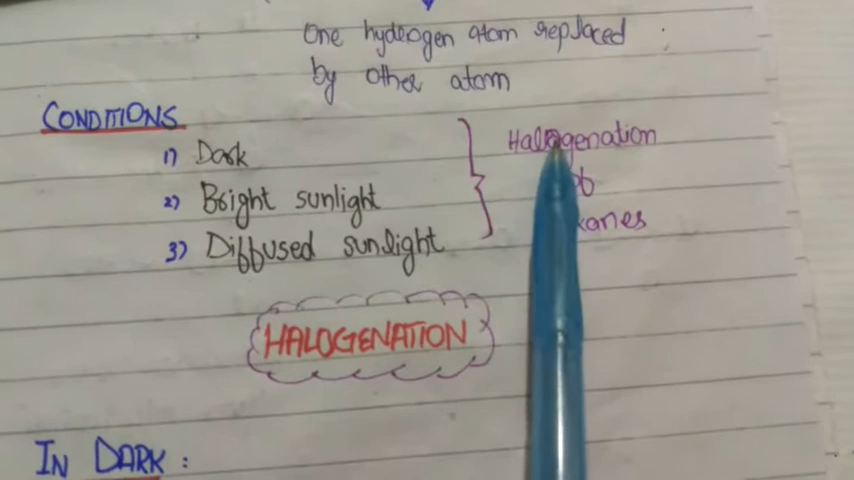 One hydrogen atom replaced
by other atom
CONDITIONS
1) Dark
2) Bright sunlight
3) Diffused sunlight
Halogenation
HALOGENATION
IN DARK :